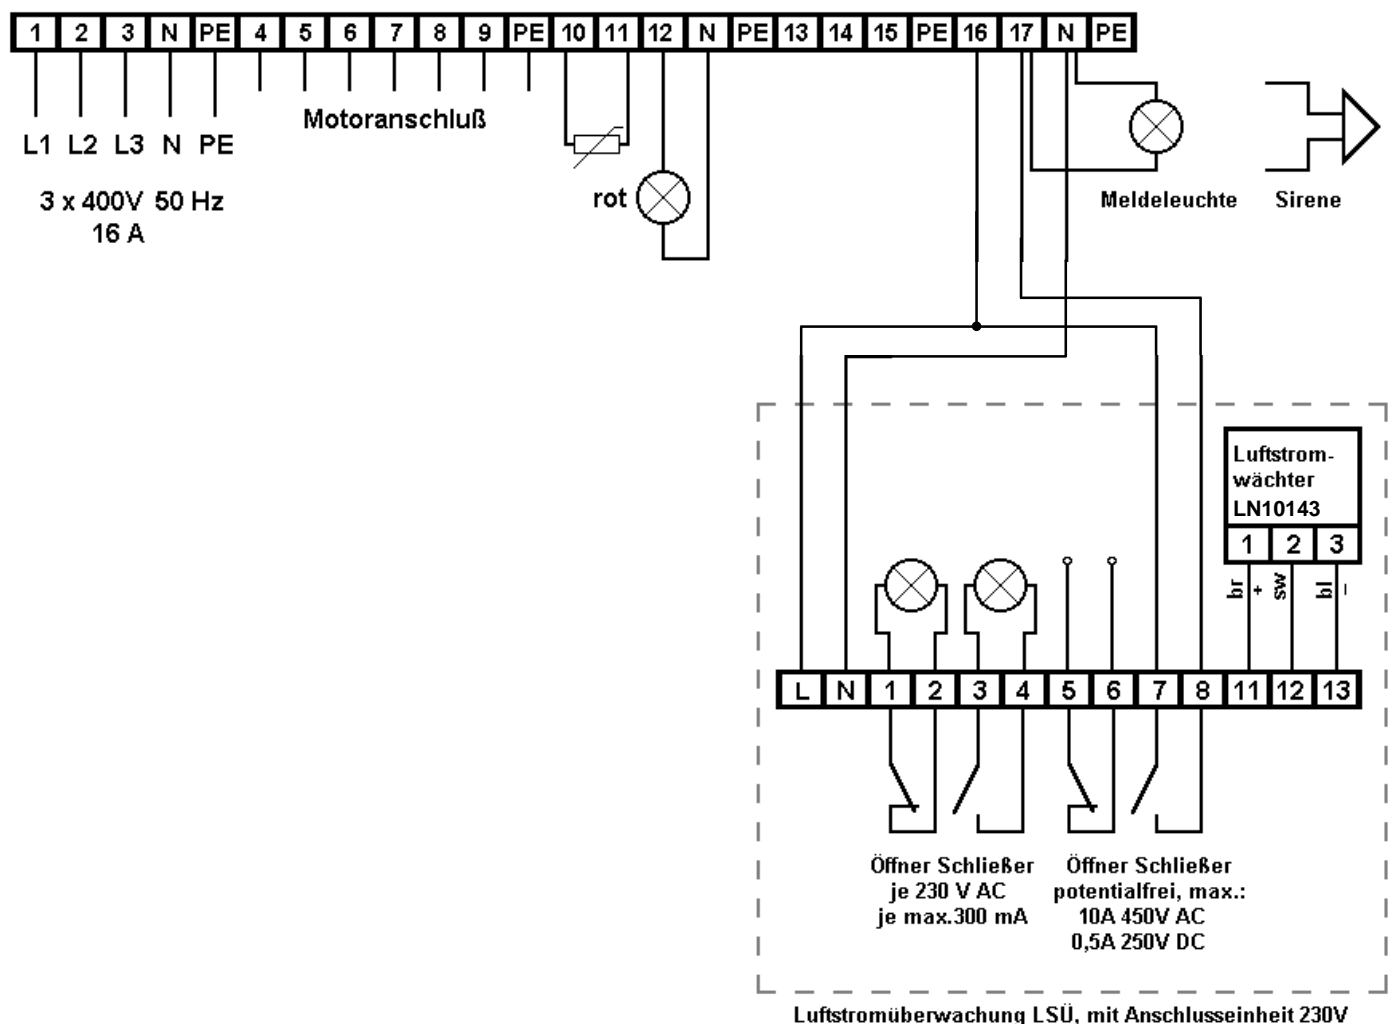 1 2 3 N PE 4 5 6 7 8 9 PE 10 11 12 N PE 13 14 15 PE 16 17 N PE
L1 L2 L3 N PE
3 x 400V 50 Hz
16 A
Motoranschluß
rot
Meldeleuchte
Sirene
Luftstrom-
wächter
LN10143
1 2 3
br + sw bl –
L N 1 2 3 4 5 6 7 8 11 12 13
Öffner Schließer
je 230 V AC
je max.300 mA
Öffner Schließer
potentialfrei, max.:
10A 450V AC
0,5A 250V DC
Luftstromüberwachung LSÜ, mit Anschlusseinheit 230V